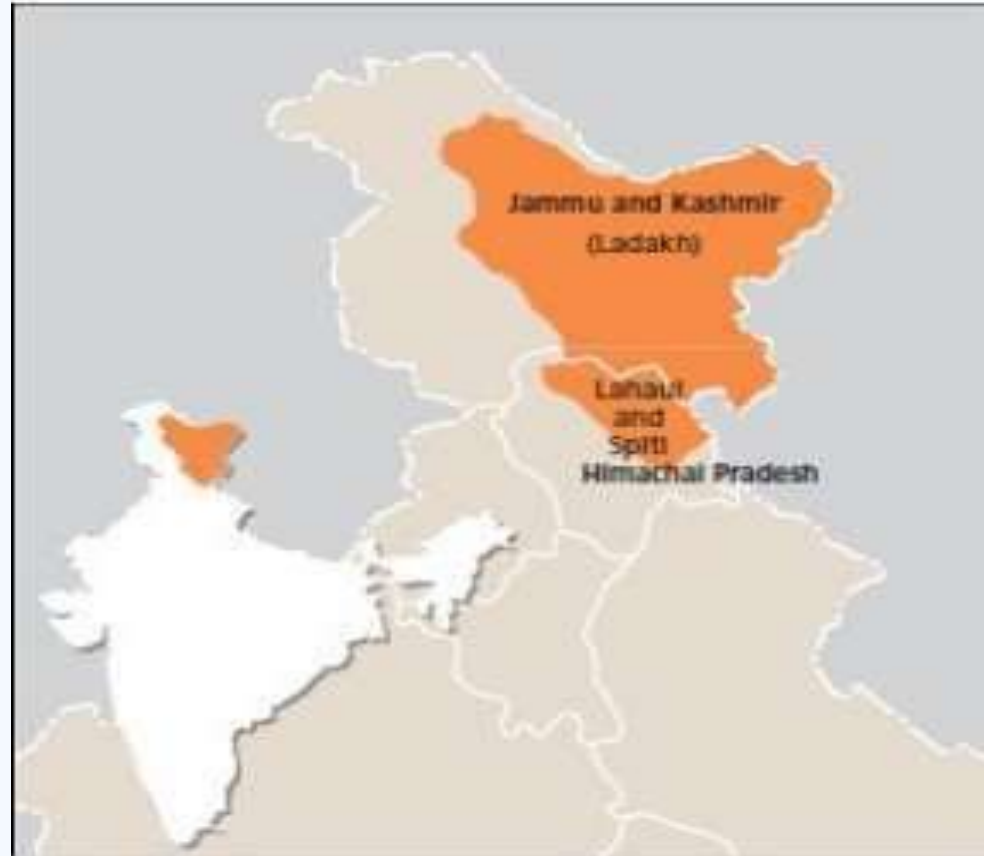 Jammu and Kashmir
(Ladakh)
Lahaul
and
Spiti
Himachal Pradesh